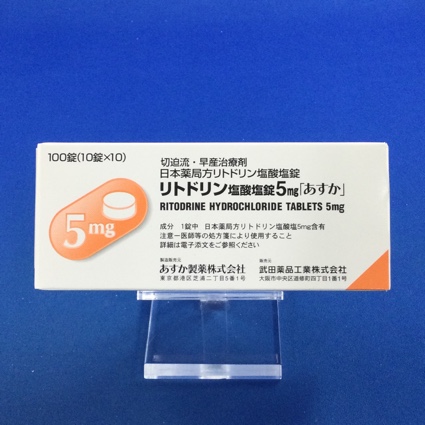 100錠(10錠×10)
切迫流・早産治療剤
日本薬局方リトドリン塩酸塩錠
リトドリン塩酸塩錠5mg「あすか」
RITODRINE HYDROCHLORIDE TABLETS 5mg
5mg
成分 1錠中 日本薬局方リトドリン塩酸塩5mg含有
注意－医師等の処方箋により使用すること
詳細は電子添文をご参照ください
製造販売元
あすか製薬株式会社
東京都港区芝浦二丁目5番1号
販売元
武田薬品工業株式会社
大阪市中央区道修町四丁目1番1号